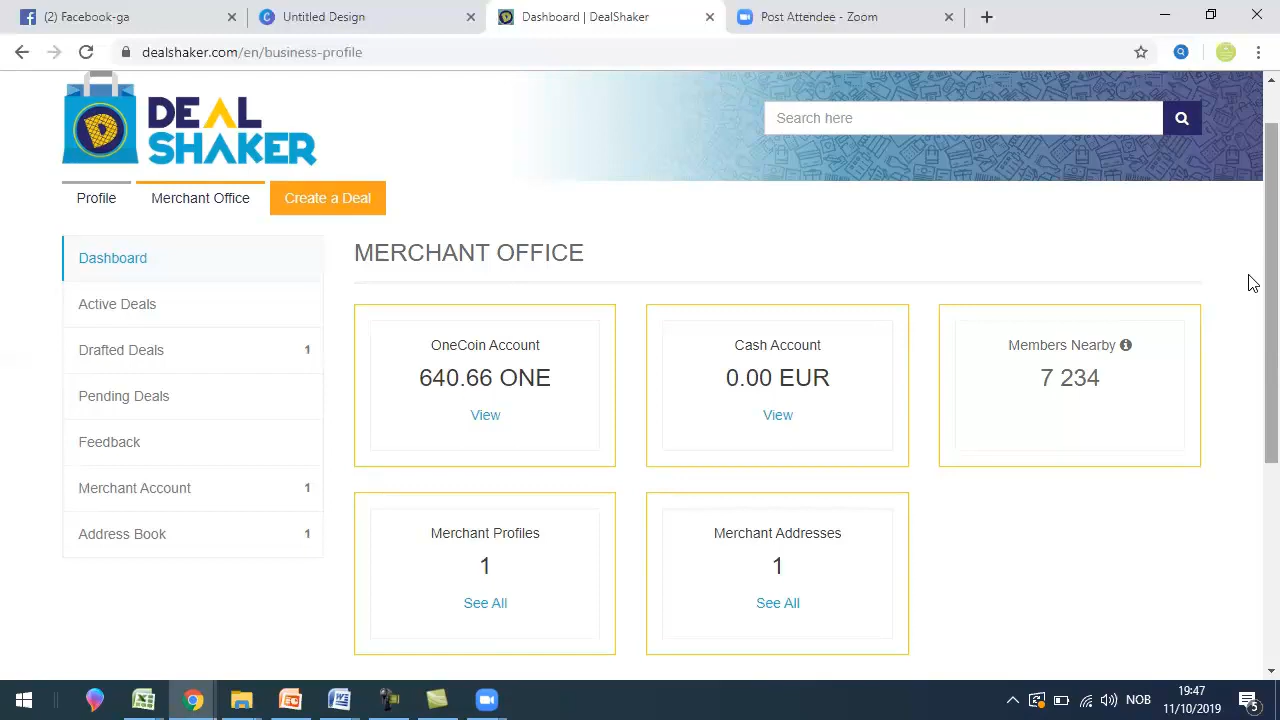 (2) Facebook-ga
Untitled Design
Dashboard | DealShaker
Post Attendee - Zoom
dealshaker.com/en/business-profile
DEAL
SHAKER
Search here
Profile
Merchant Office
Create a Deal
Dashboard
Active Deals
Drafted Deals 1
Pending Deals
Feedback
Merchant Account 1
Address Book 1
MERCHANT OFFICE
OneCoin Account
640.66 ONE
View
Cash Account
0.00 EUR
View
Members Nearby
7 234
Merchant Profiles
1
See All
Merchant Addresses
1
See All
NOB
19:47
11/10/2019
5